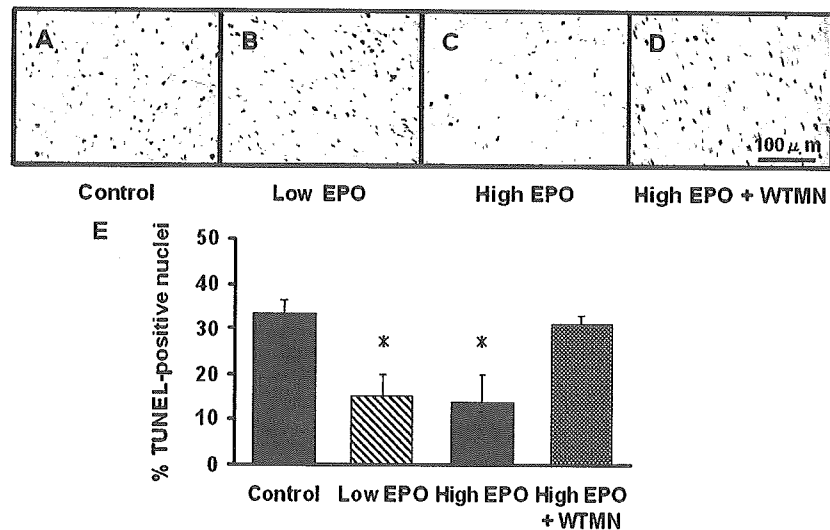 A
B
C
D
100 μ m
Control
Low EPO
High EPO
High EPO + WTMN
E
% TUNEL-positive nuclei
50
40
30
20
10
0
*
*
Control
Low EPO
High EPO
High EPO
+ WTMN